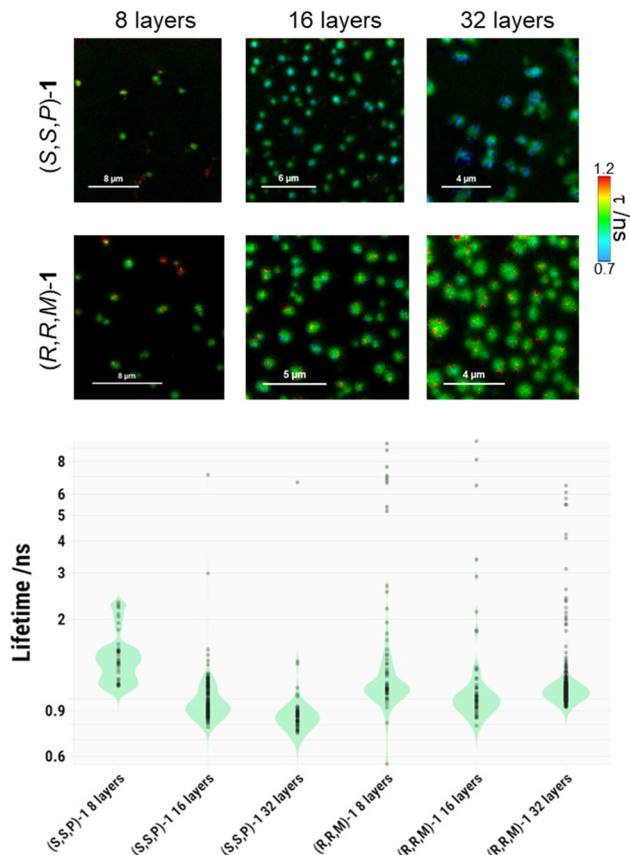 8 layers 16 layers 32 layers
(S,S,P)-1
8 µm 6 µm 4 µm
1.2
τ /ns
0.7
(R,R,M)-1
8 µm 5 µm 4 µm
Lifetime /ns
8
6
5
4
3
2
0.9
0.6
(S,S,P)-1 8 layers
(S,S,P)-1 16 layers
(S,S,P)-1 32 layers
(R,R,M)-1 8 layers
(R,R,M)-1 16 layers
(R,R,M)-1 32 layers